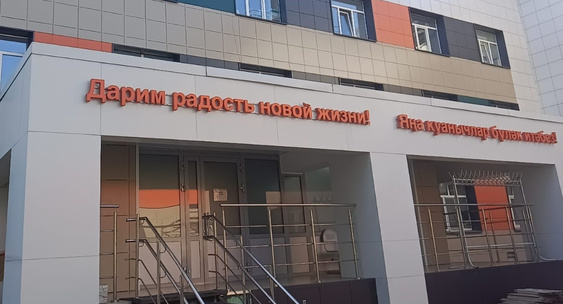 Дарим радость новой жизни!
Яңа куанычлар бүләк итәбез!